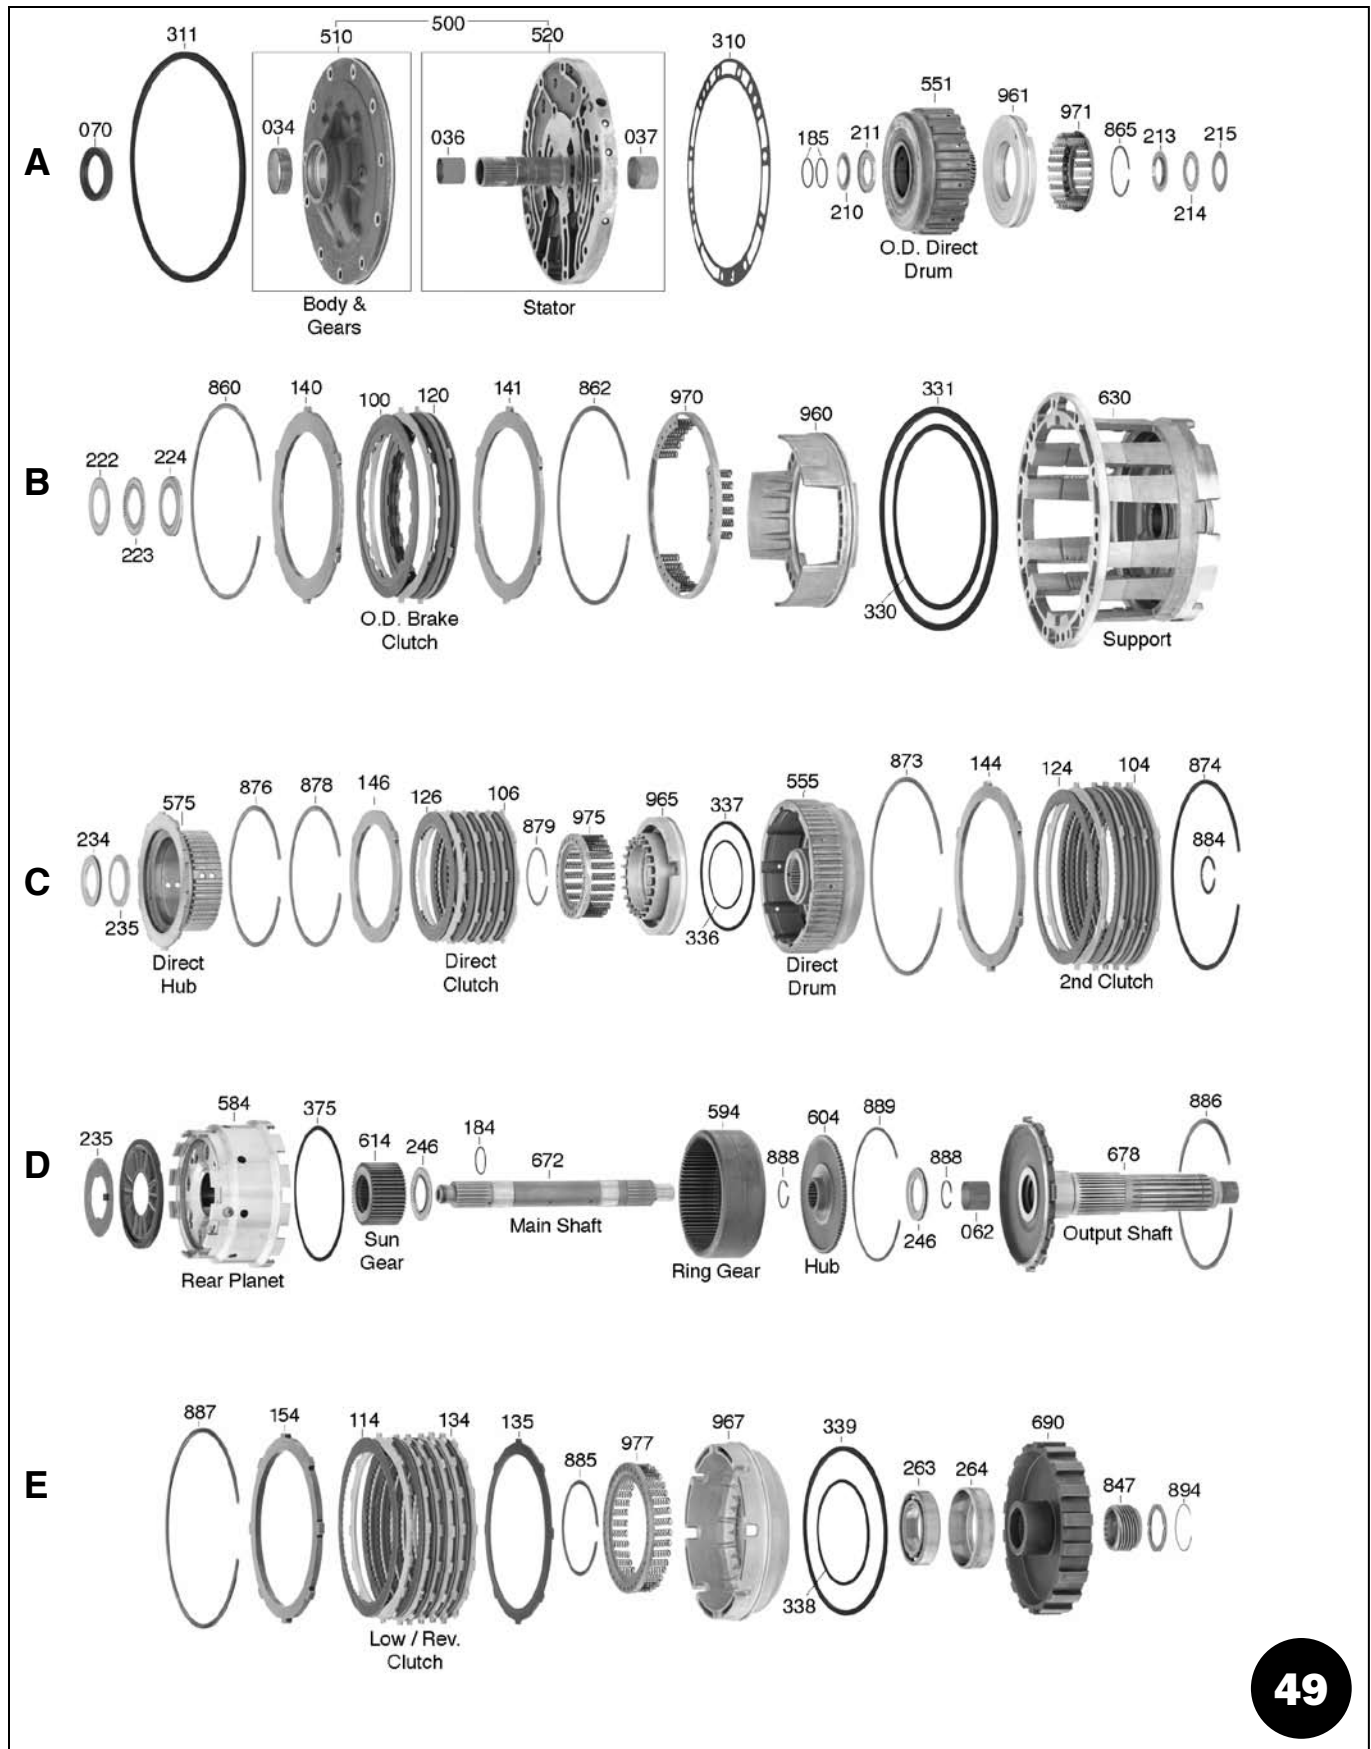 500
311
510
520
310
070
034
036
037
185
211
551
961
971
865
213
215
A
210
214
O.D. Direct
Drum
Body &
Gears
Stator
860
140
100
120
141
862
970
960
331
630
222
224
B
223
330
O.D. Brake
Clutch
Support
234
575
876
878
146
126
106
879
975
965
337
555
873
144
124
104
874
884
C
235
336
Direct
Hub
Direct
Clutch
Direct
Drum
2nd Clutch
235
584
375
614
246
184
672
594
888
604
889
888
678
886
D
246
062
Main Shaft
Output Shaft
Sun
Gear
Rear Planet
Ring Gear
Hub
887
154
114
134
135
885
977
967
339
263
264
690
847
894
E
338
Low / Rev.
Clutch
49